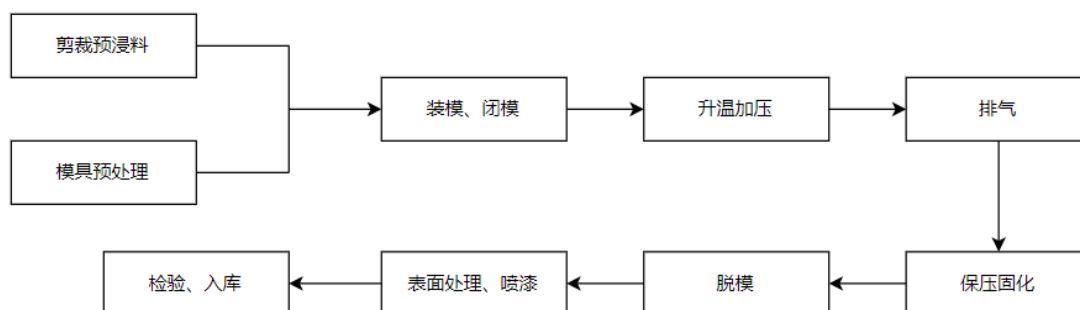 剪裁预浸料
模具预处理
装模、闭模
升温加压
排气
保压固化
脱模
表面处理、喷漆
检验、入库